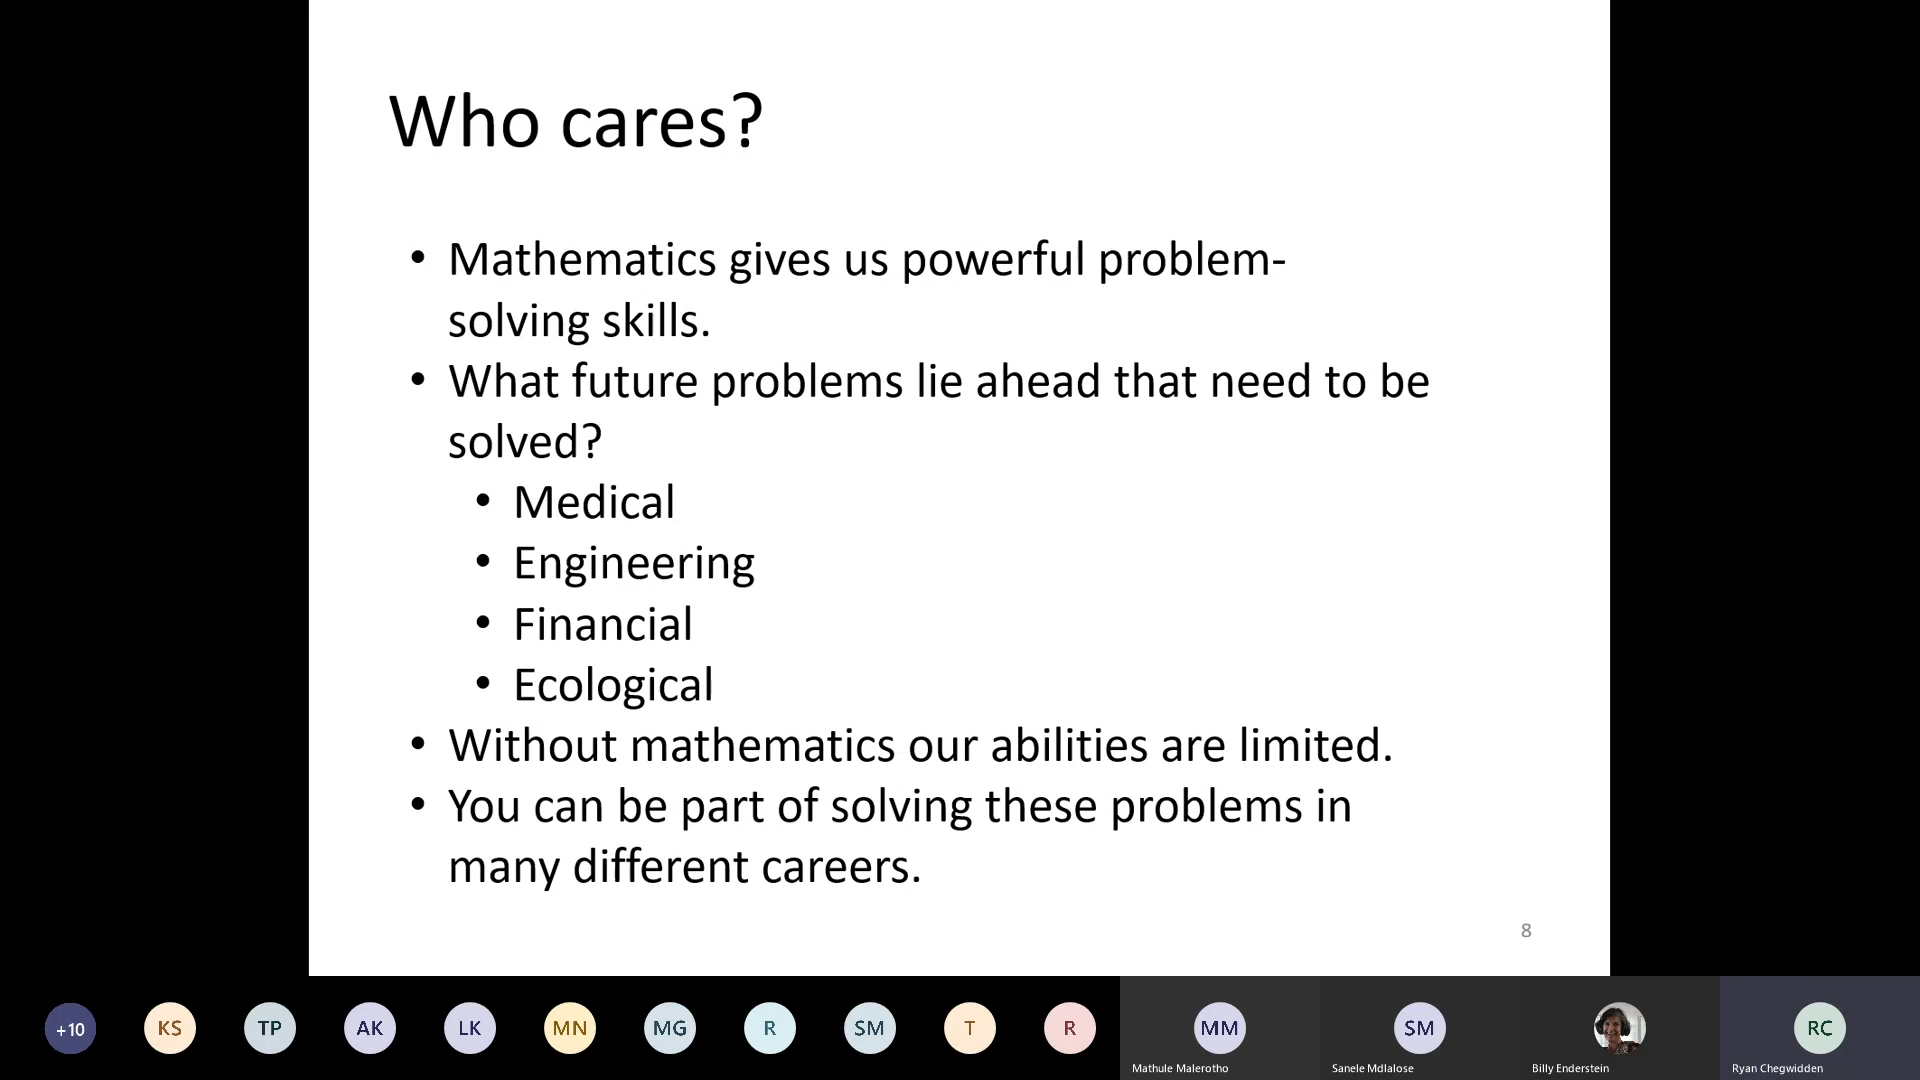 Who cares?
• Mathematics gives us powerful problem-
solving skills.
• What future problems lie ahead that need to be
solved?
• Medical
• Engineering
• Financial
• Ecological
• Without mathematics our abilities are limited.
• You can be part of solving these problems in
many different careers.
8
+10 KS TP AK LK MN MG R SM T R MM SM RC
Mathule Malerotho Sanele Mdlalose Billy Enderstein Ryan Chegwidden